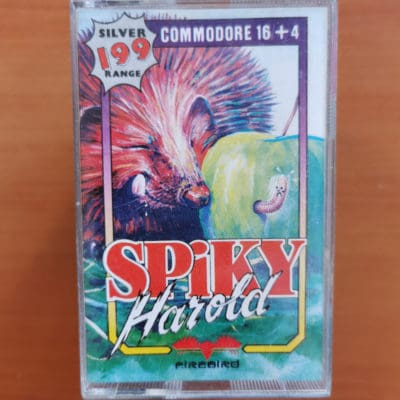 SILVER
199
RANGE
COMMODORE 16 +4
SPiKY
Harold
FIREBIRD